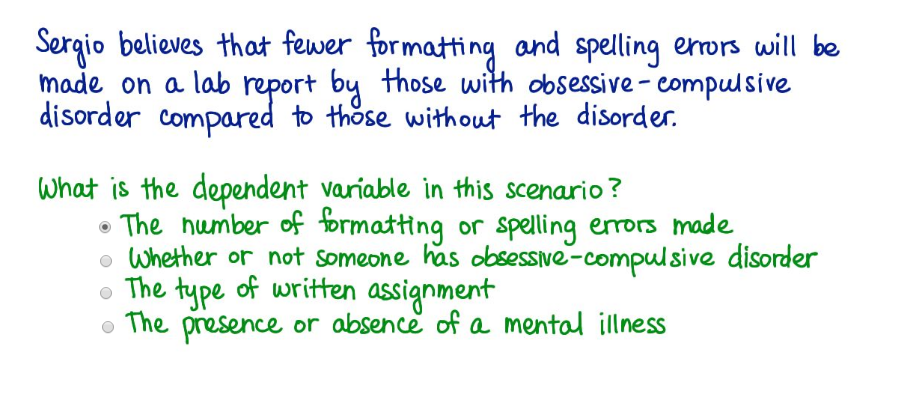 Sergio believes that fewer formatting and spelling errors will be
made on a lab report by those with obsessive-compulsive
disorder compared to those without the disorder.
What is the dependent variable in this scenario?
The number of formatting or spelling errors made
Whether or not someone has obsessive-compulsive disorder
The type of written assignment
The presence or absence of a mental illness